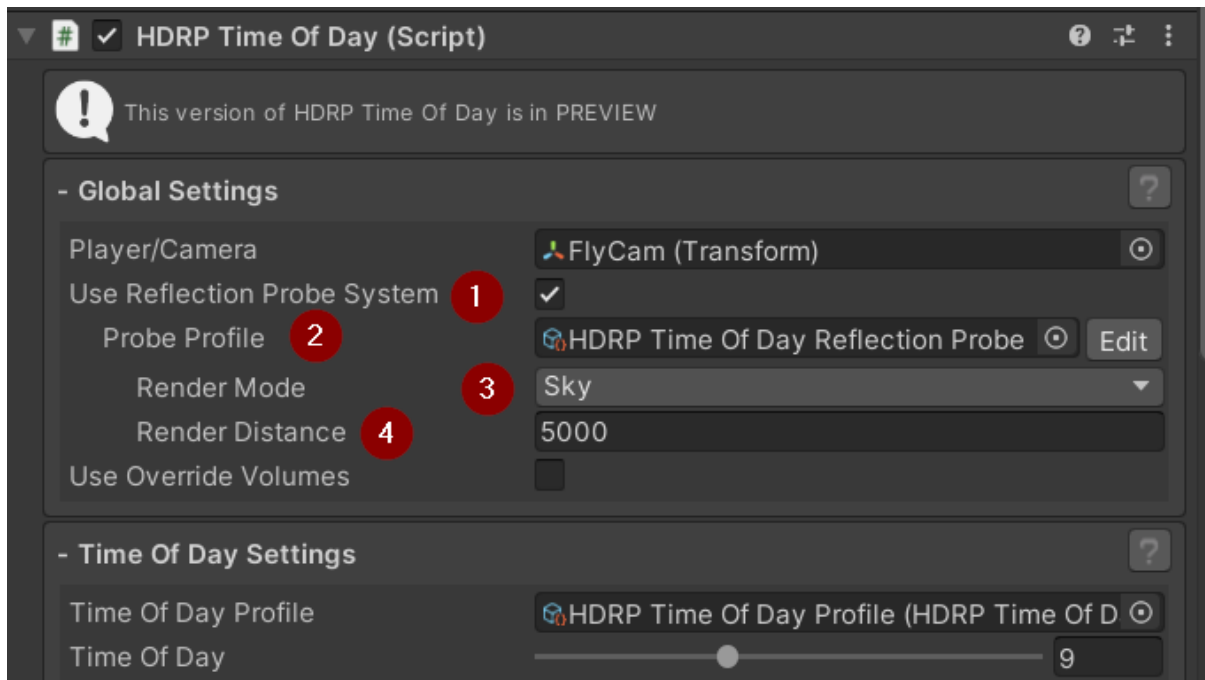 # HDRP Time Of Day (Script)
! This version of HDRP Time Of Day is in PREVIEW
- Global Settings ?
Player/Camera FlyCam (Transform)
Use Reflection Probe System 1
Probe Profile 2 HDRP Time Of Day Reflection Probe Edit
Render Mode 3 Sky
Render Distance 4 5000
Use Override Volumes
- Time Of Day Settings ?
Time Of Day Profile HDRP Time Of Day Profile (HDRP Time Of D
Time Of Day 9